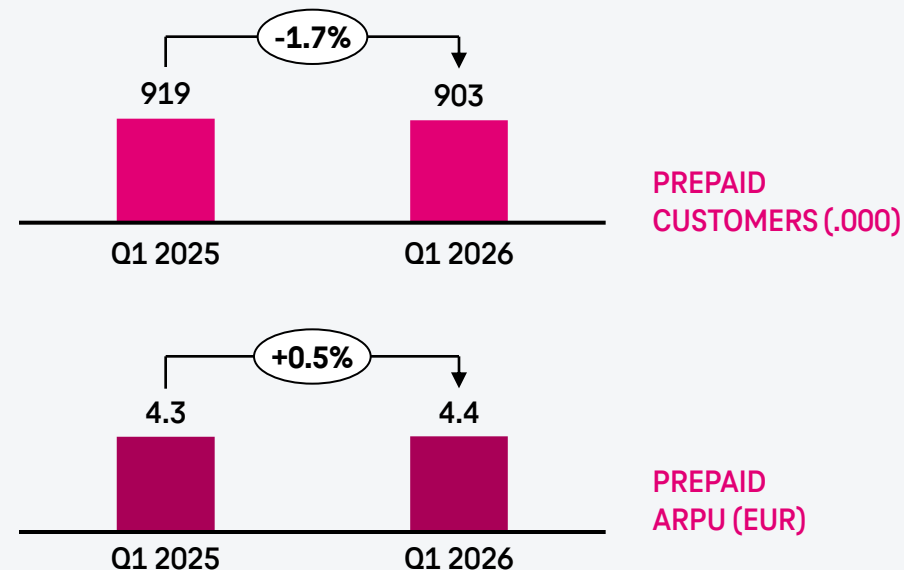 -1.7%
919
903
Q1 2025
Q1 2026
PREPAID
CUSTOMERS (.000)
+0.5%
4.3
4.4
Q1 2025
Q1 2026
PREPAID
ARPU (EUR)